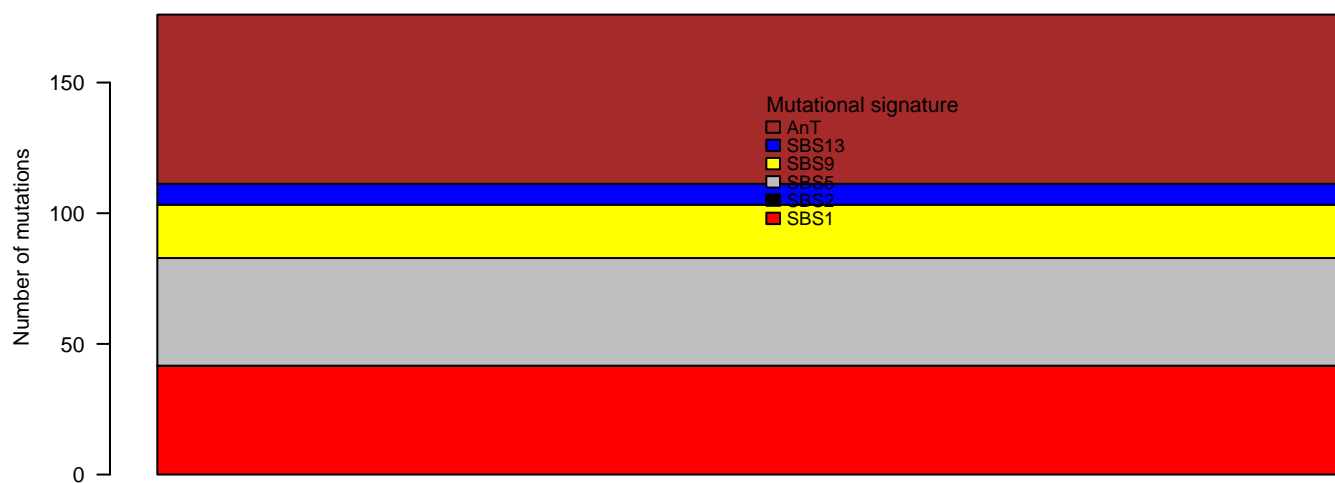 Number of mutations
150
100
50
0
Mutational signature
AnT
SBS13
SBS9
SBS5
SBS2
SBS1